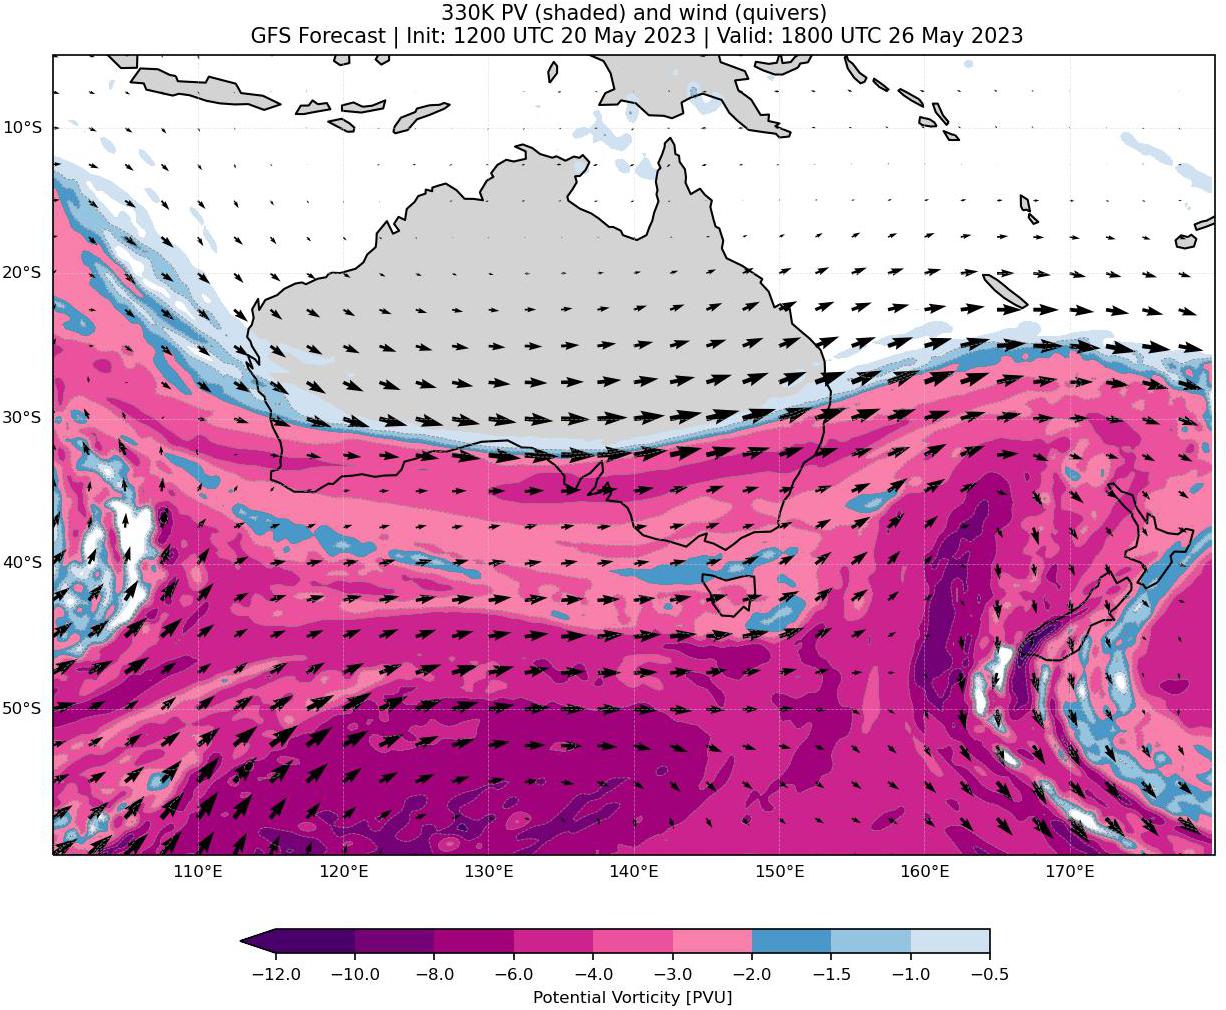 330K PV (shaded) and wind (quivers)
GFS Forecast | Init: 1200 UTC 20 May 2023 | Valid: 1800 UTC 26 May 2023
10°S
20°S
30°S
40°S
50°S
110°E 120°E 130°E 140°E 150°E 160°E 170°E
−12.0 −10.0 −8.0 −6.0 −4.0 −3.0 −2.0 −1.5 −1.0 −0.5
Potential Vorticity [PVU]